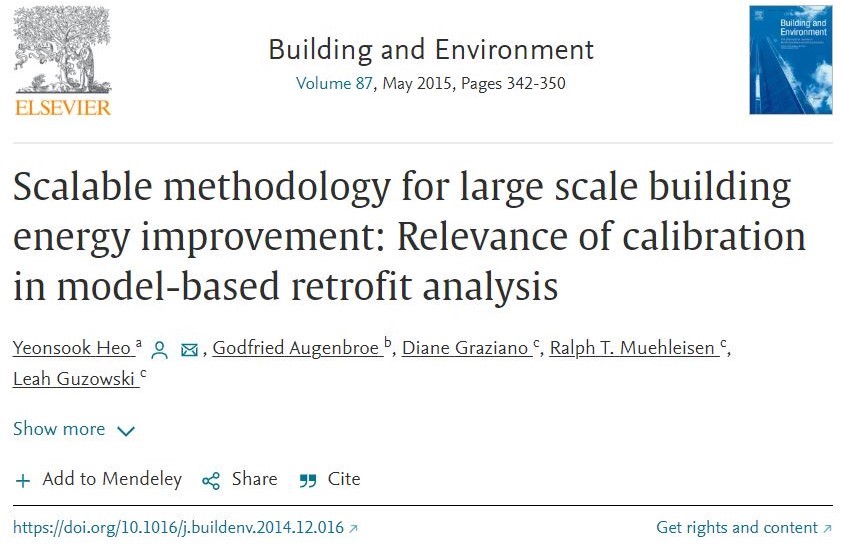 ELSEVIER
Building and Environment
Volume 87, May 2015, Pages 342-350
Building and
Environment
Scalable methodology for large scale building
energy improvement: Relevance of calibration
in model-based retrofit analysis
Yeonsook Heo a, Godfried Augenbroe b, Diane Graziano c, Ralph T. Muehleisen c,
Leah Guzowski c
Show more
Add to Mendeley Share Cite
https://doi.org/10.1016/j.buildenv.2014.12.016
Get rights and content